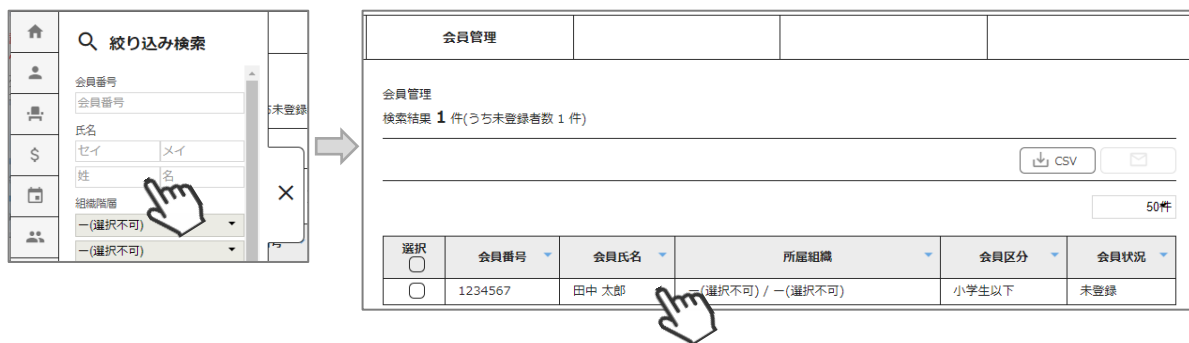 絞り込み検索
会員番号
会員番号
氏名
セイ メイ
姓 名
組織階層
ー(選択不可)
ー(選択不可)
未登録
会員管理
会員管理
検索結果 1 件(うち未登録者数 1 件)
CSV
50件
選択 会員番号 会員氏名 所属組織 会員区分 会員状況
1234567 田中 太郎 ー(選択不可) / ー(選択不可) 小学生以下 未登録